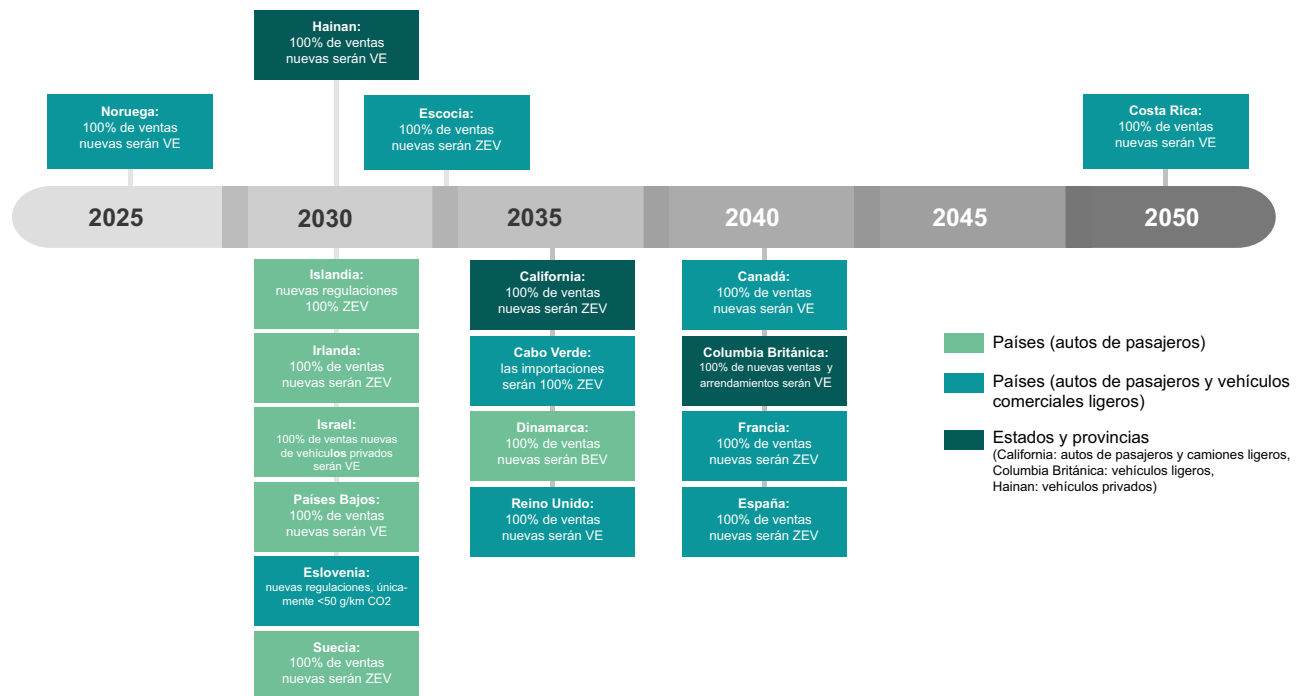 Hainan:
100% de ventas
nuevas serán VE
Noruega:
100% de ventas
nuevas serán VE
Escocia:
100% de ventas
nuevas serán ZEV
Costa Rica:
100% de ventas
nuevas serán VE
2025
2030
2035
2040
2045
2050
Islandia:
nuevas regulaciones
100% ZEV
Irlanda:
100% de ventas
nuevas serán ZEV
Israel:
100% de ventas nuevas
de vehículos privados
serán VE
Países Bajos:
100% de ventas
nuevas serán VE
Eslovenia:
nuevas regulaciones, única-
mente <50 g/km CO2
Suecia:
100% de ventas
nuevas serán ZEV
California:
100% de ventas
nuevas serán ZEV
Cabo Verde:
las importaciones
serán 100% ZEV
Dinamarca:
100% de ventas
nuevas serán BEV
Reino Unido:
100% de ventas
nuevas serán VE
Canadá:
100% de ventas
nuevas serán VE
Columbia Británica:
100% de nuevas ventas y
arrendamientos serán VE
Francia:
100% de ventas
nuevas serán ZEV
España:
100% de ventas
nuevas serán ZEV
Países (autos de pasajeros)
Países (autos de pasajeros y vehículos
comerciales ligeros)
Estados y provincias
(California: autos de pasajeros y camiones ligeros,
Columbia Británica: vehículos ligeros,
Hainan: vehículos privados)